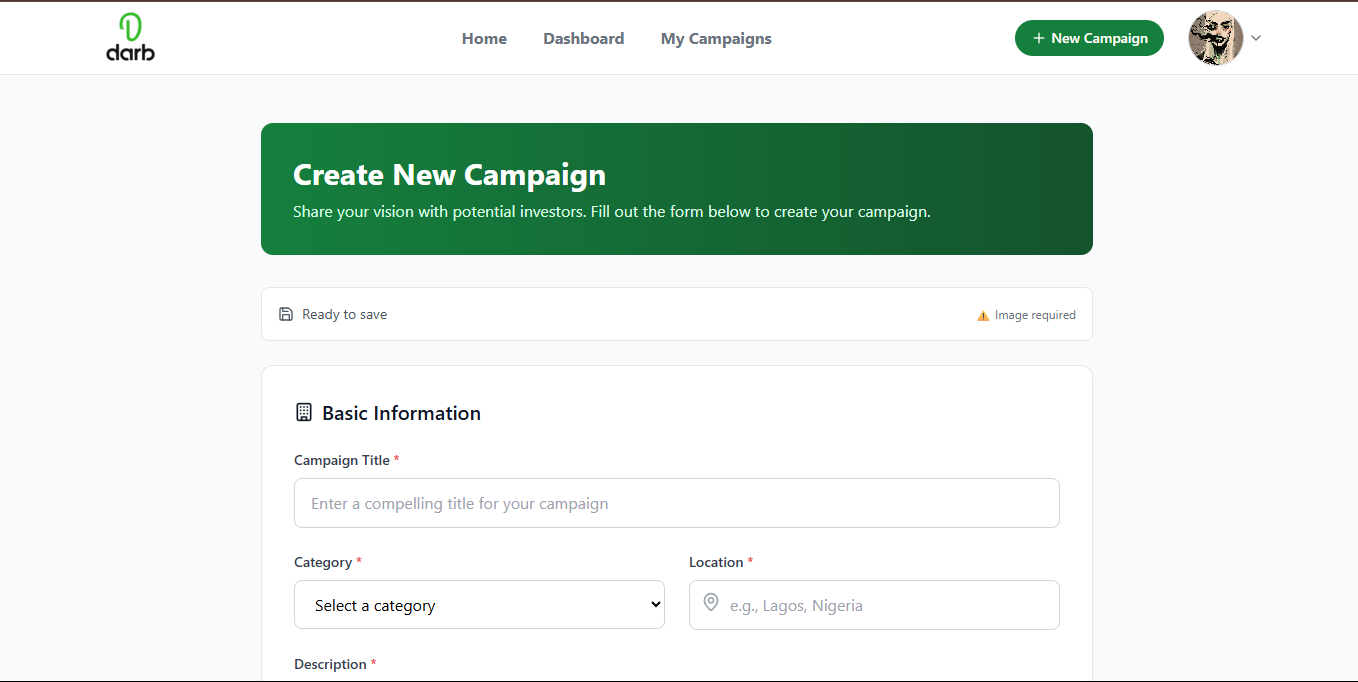 darb
Home Dashboard My Campaigns
+ New Campaign
Create New Campaign
Share your vision with potential investors. Fill out the form below to create your campaign.
Ready to save
Image required
Basic Information
Campaign Title *
Enter a compelling title for your campaign
Category * Location *
Select a category e.g., Lagos, Nigeria
Description *